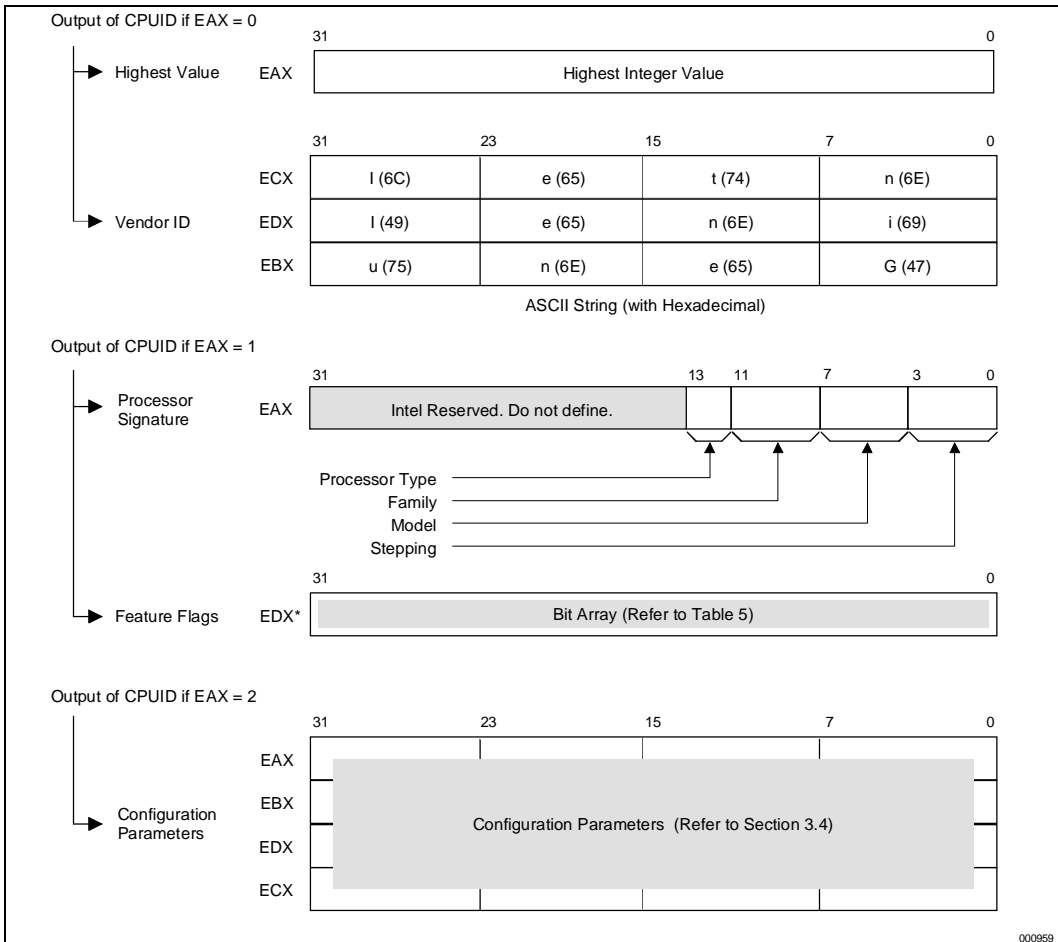 Output of CPUID if EAX = 0
31 0
Highest Value EAX Highest Integer Value
31 23 15 7 0
ECX l (6C) e (65) t (74) n (6E)
Vendor ID EDX I (49) e (65) n (6E) i (69)
EBX u (75) n (6E) e (65) G (47)
ASCII String (with Hexadecimal)
Output of CPUID if EAX = 1
31 13 11 7 3 0
Processor
Signature EAX Intel Reserved. Do not define.
Processor Type
Family
Model
Stepping
31 0
Feature Flags EDX* Bit Array (Refer to Table 5)
Output of CPUID if EAX = 2
31 23 15 7 0
EAX
EBX
Configuration
Parameters Configuration Parameters (Refer to Section 3.4)
EDX
ECX
000959